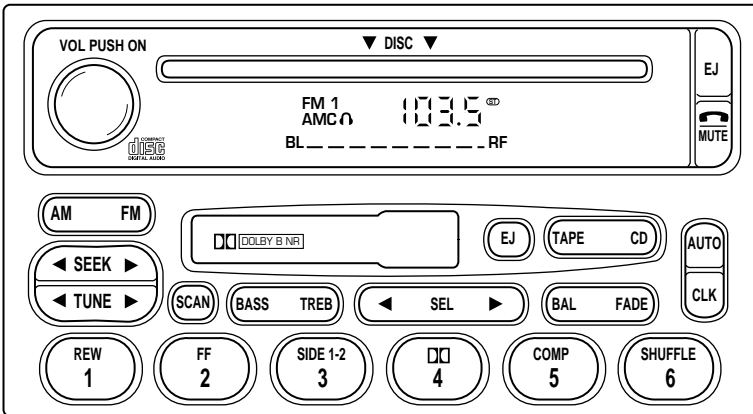 VOL PUSH ON
▼ DISC ▼
EJ
FM 1
AMC
103.5 ST
MUTE
BL RF
COMPACT
disc
DIGITAL AUDIO
AM FM
DOLBY B NR
EJ
TAPE CD
AUTO
◄ SEEK ►
◄ TUNE ►
SCAN
BASS TREB
◄ SEL ►
BAL FADE
CLK
REW
1
FF
2
SIDE 1-2
3
4
COMP
5
SHUFFLE
6